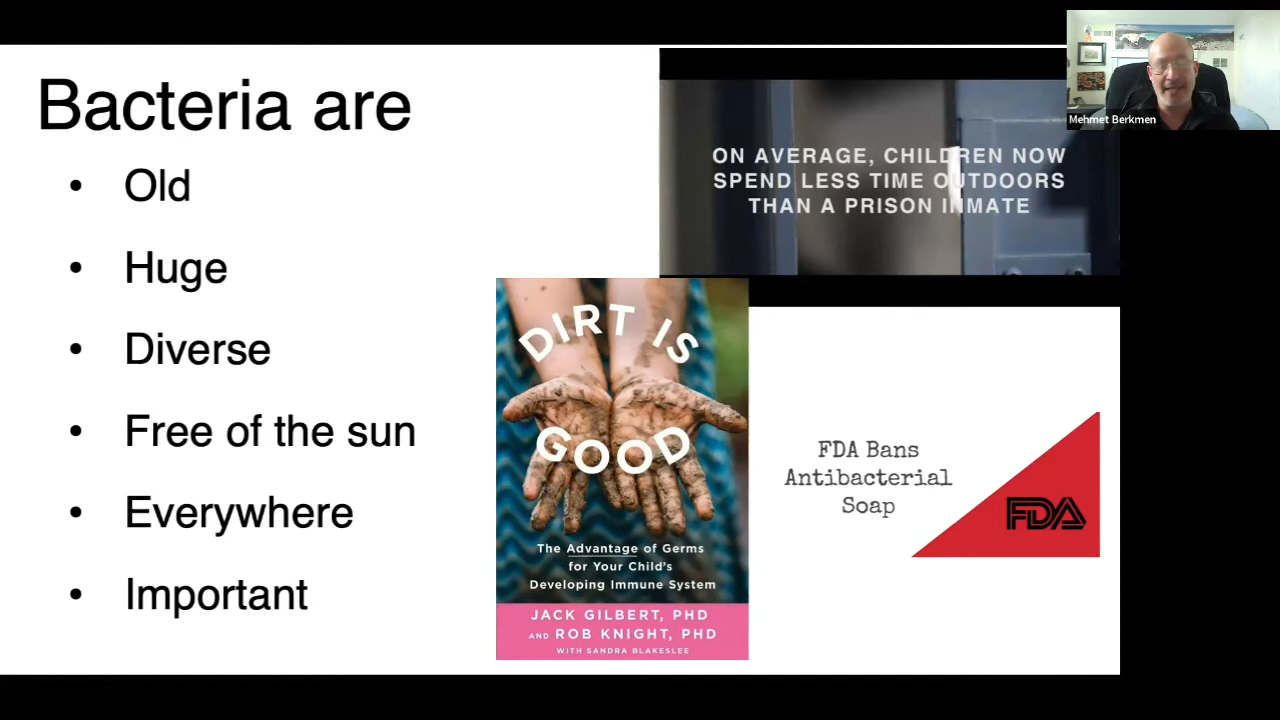 Bacteria are
• Old
• Huge
• Diverse
• Free of the sun
• Everywhere
• Important
ON AVERAGE, CHILDREN NOW
SPEND LESS TIME OUTDOORS
THAN A PRISON INMATE
DIRT IS
GOOD
The Advantage of Germs
for Your Child's
Developing Immune System
JACK GILBERT, PHD
AND ROB KNIGHT, PHD
WITH SANDRA BLAKESLEE
FDA Bans
Antibacterial
Soap
FDA
Mehmet Berkmen